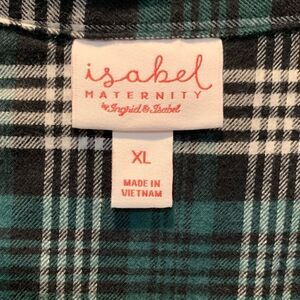 isabel
MATERNITY
by Ingrid & Isabel
XL
MADE IN
VIETNAM